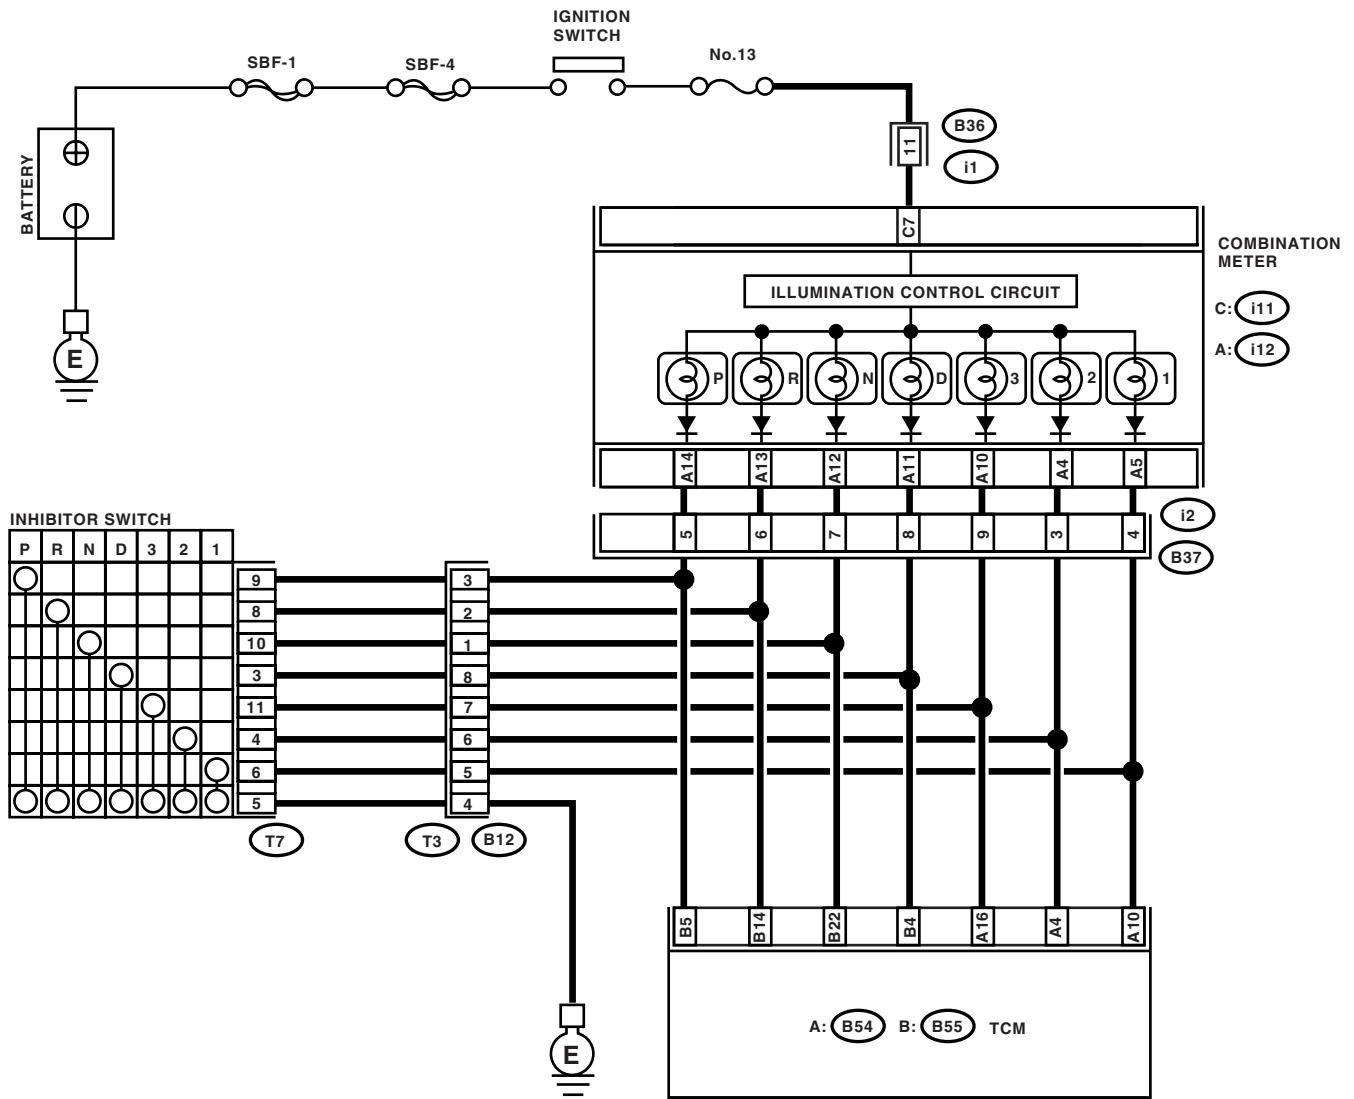 IGNITION
SWITCH
SBF-1
SBF-4
No.13
BATTERY
11
B36
i1
E
C7
COMBINATION
METER
ILLUMINATION CONTROL CIRCUIT
C: i11
A: i12
P R N D 3 2 1
A14 A13 A12 A11 A10 A4 A5
i2
5 6 7 8 9 3 4
B37
INHIBITOR SWITCH
P R N D 3 2 1
9 3
8 2
10 1
3 8
11 7
4 6
6 5
5 4
T7 T3 B12
B5 B14 B22 B4 A16 A4 A10
A: B54 B: B55 TCM
E